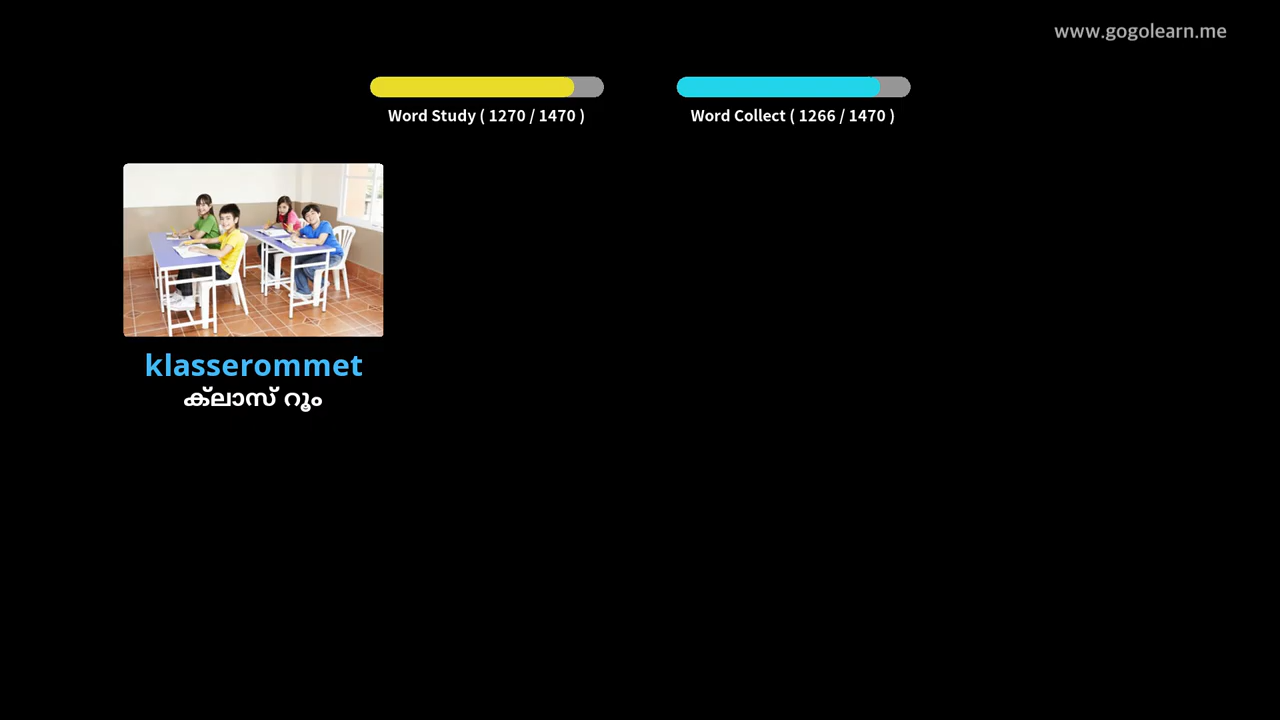 www.gogolearn.me
Word Study ( 1270 / 1470 )
Word Collect ( 1266 / 1470 )
klasserommet
ക്ലാസ് റൂം